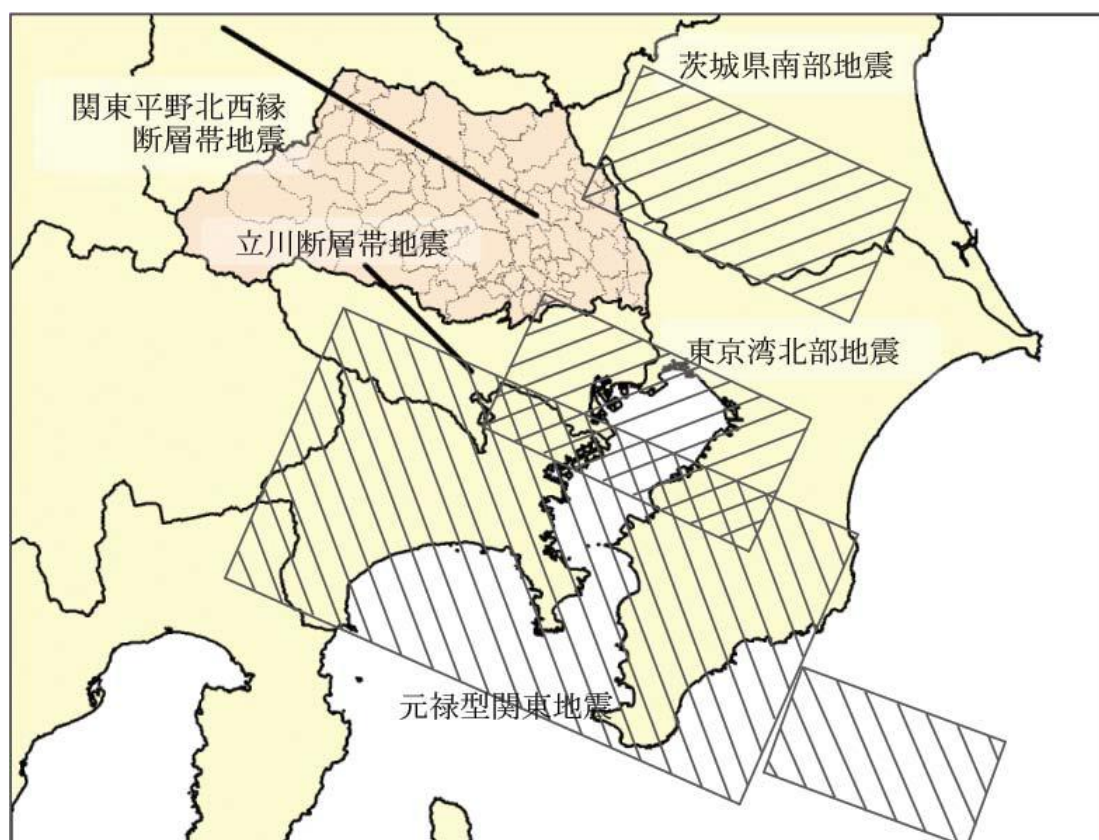 茨城県南部地震
関東平野北西縁
断層帯地震
立川断層帯地震
東京湾北部地震
元禄型関東地震